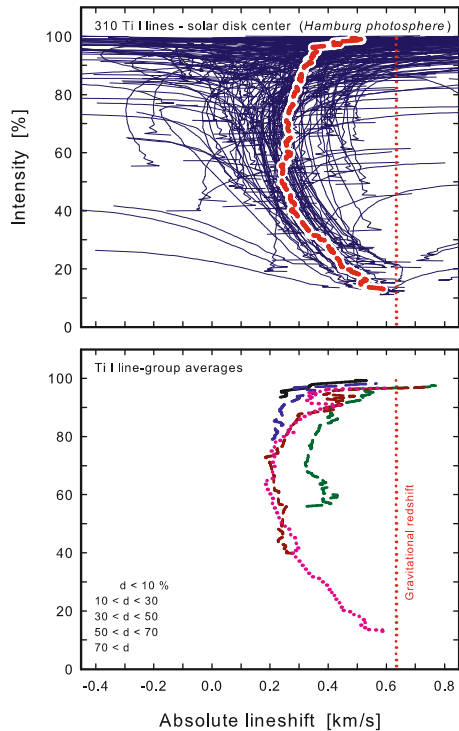 310 Ti I lines - solar disk center (Hamburg photosphere)
100
80
60
40
20
0
Intensity [%]
Ti I line-group averages
100
80
60
40
20
0
Intensity [%]
Gravitational redshift
d < 10 %
10 < d < 30
30 < d < 50
50 < d < 70
70 < d
-0.4 -0.2 0.0 0.2 0.4 0.6 0.8
Absolute lineshift [km/s]